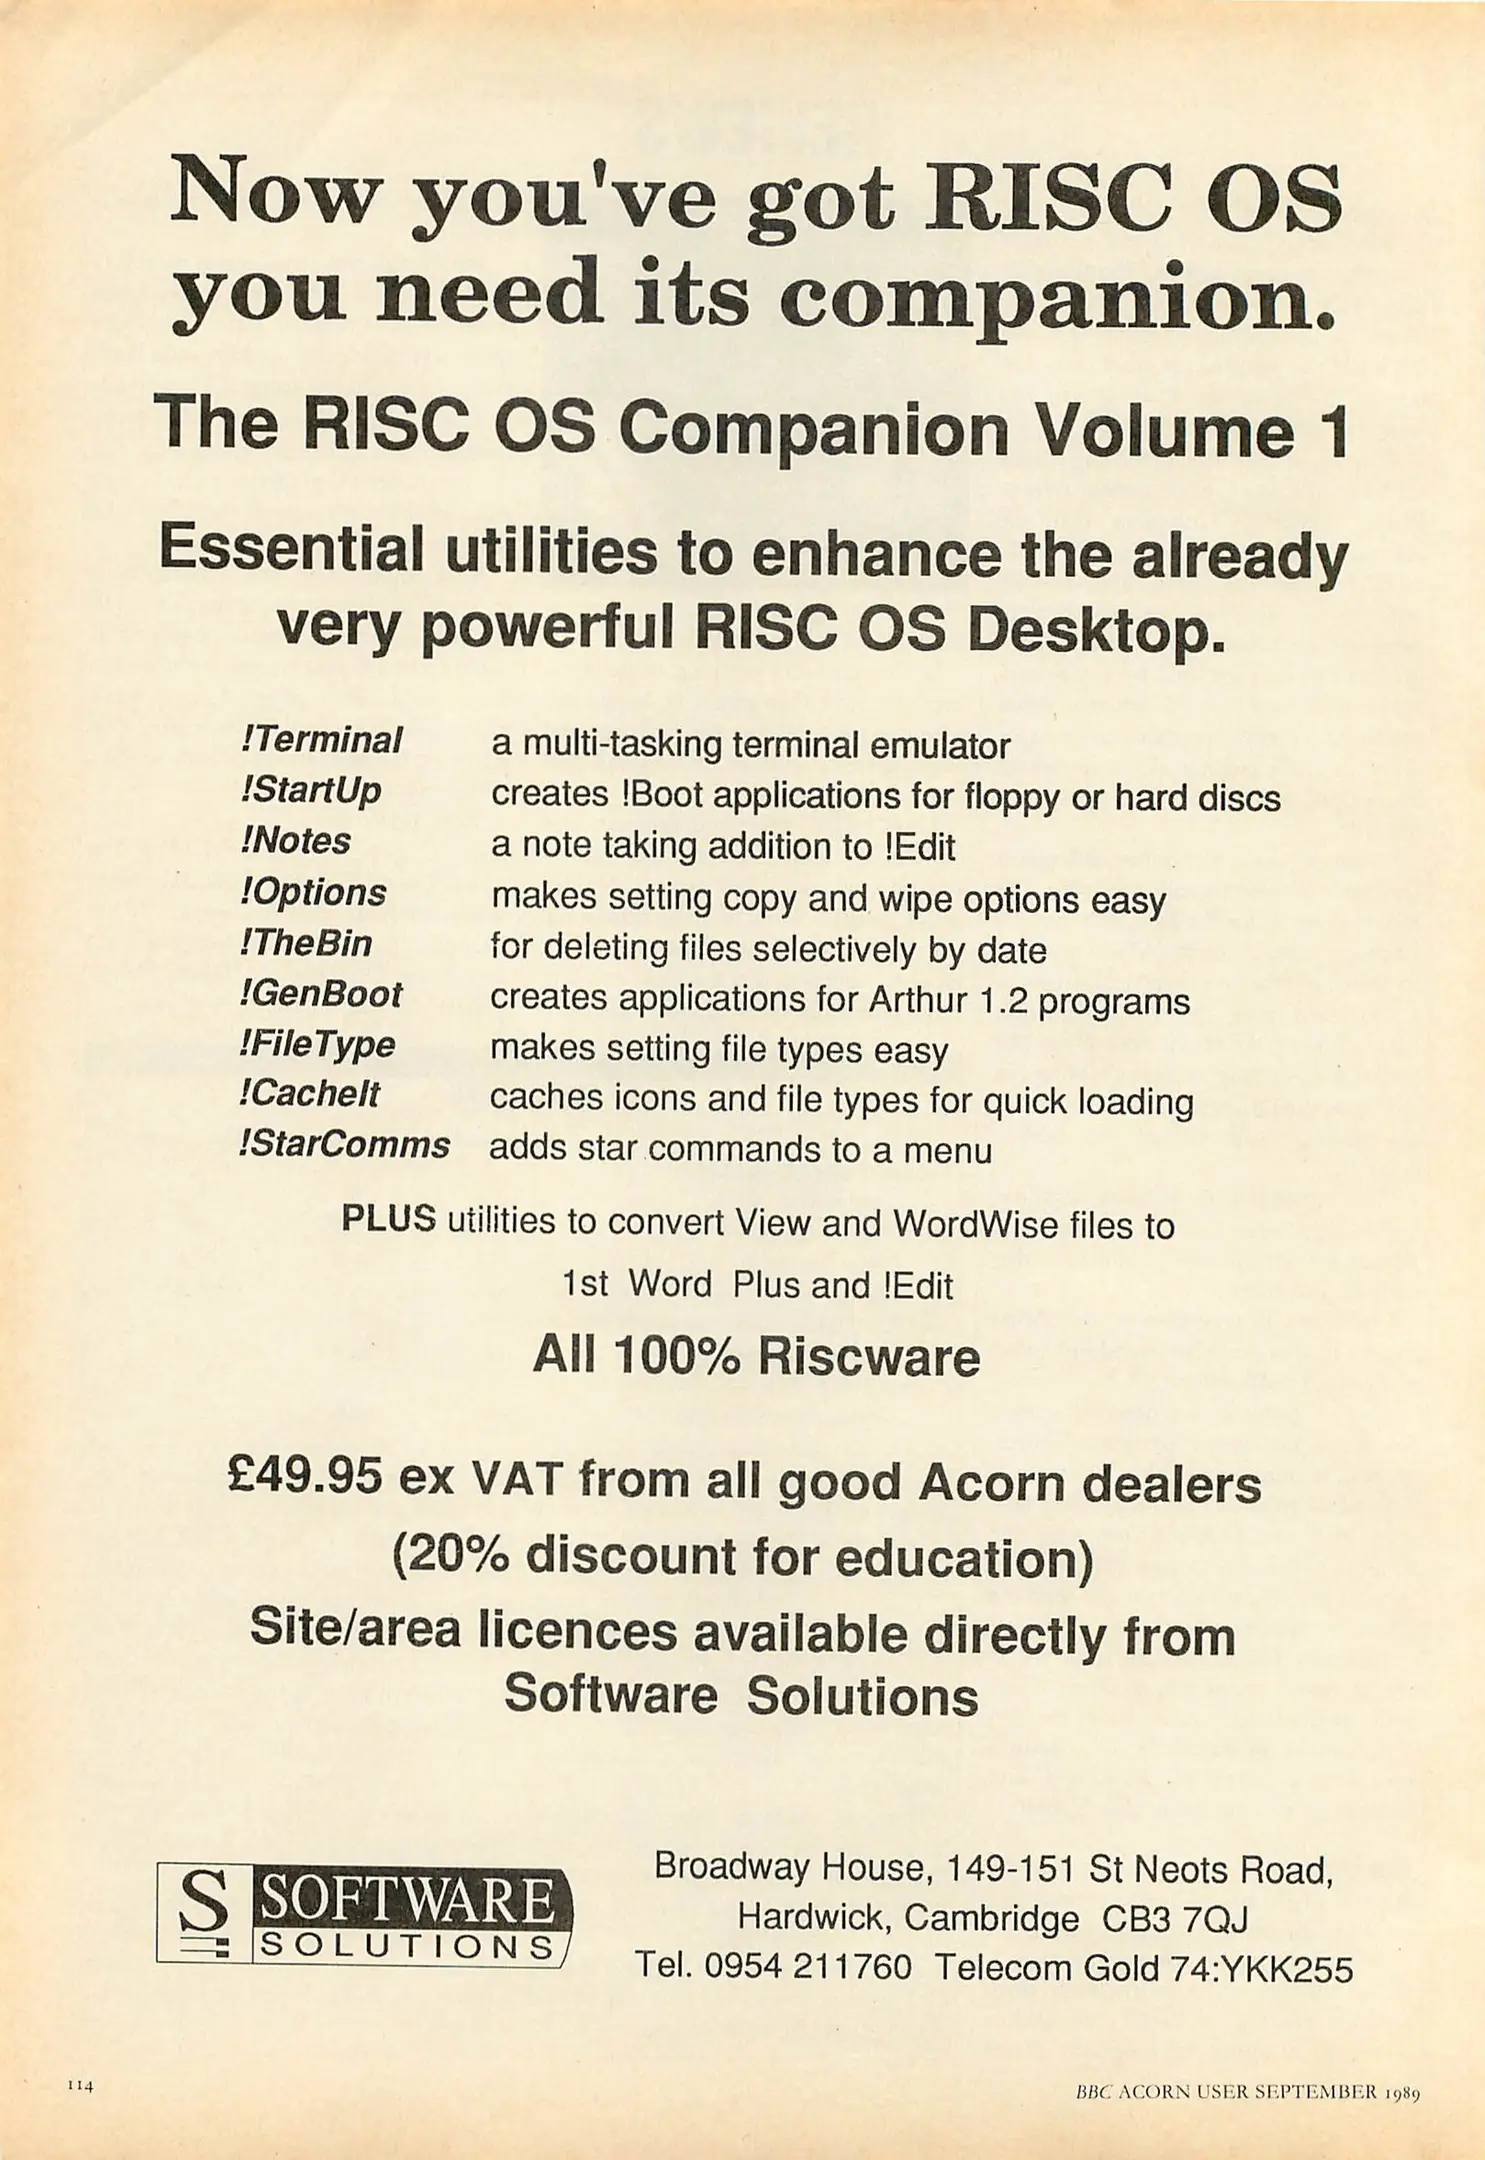 Now you've got RISC OS
you need its companion.
The RISC OS Companion Volume 1
Essential utilities to enhance the already
very powerful RISC OS Desktop.
!Terminal a multi-tasking terminal emulator
!StartUp creates !Boot applications for floppy or hard discs
!Notes a note taking addition to !Edit
!Options makes setting copy and wipe options easy
!TheBin for deleting files selectively by date
!GenBoot creates applications for Arthur 1.2 programs
!FileType makes setting file types easy
!CacheIt caches icons and file types for quick loading
!StarComms adds star commands to a menu
PLUS utilities to convert View and WordWise files to
1st Word Plus and !Edit
All 100% Riscware
£49.95 ex VAT from all good Acorn dealers
(20% discount for education)
Site/area licences available directly from
Software Solutions
S SOFTWARE
SOLUTIONS
Broadway House, 149-151 St Neots Road,
Hardwick, Cambridge CB3 7QJ
Tel. 0954 211760 Telecom Gold 74:YKK255
114
BBC ACORN USER SEPTEMBER 1989